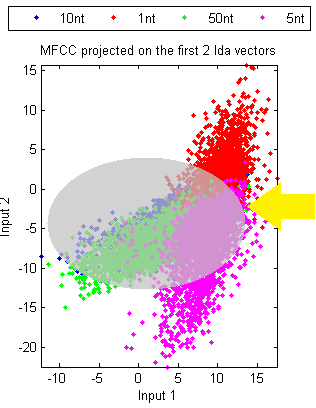 10nt 1nt 50nt 5nt
MFCC projected on the first 2 lda vectors
15
10
5
0
-5
-10
-15
-20
Input 2
-10 -5 0 5 10 15
Input 1